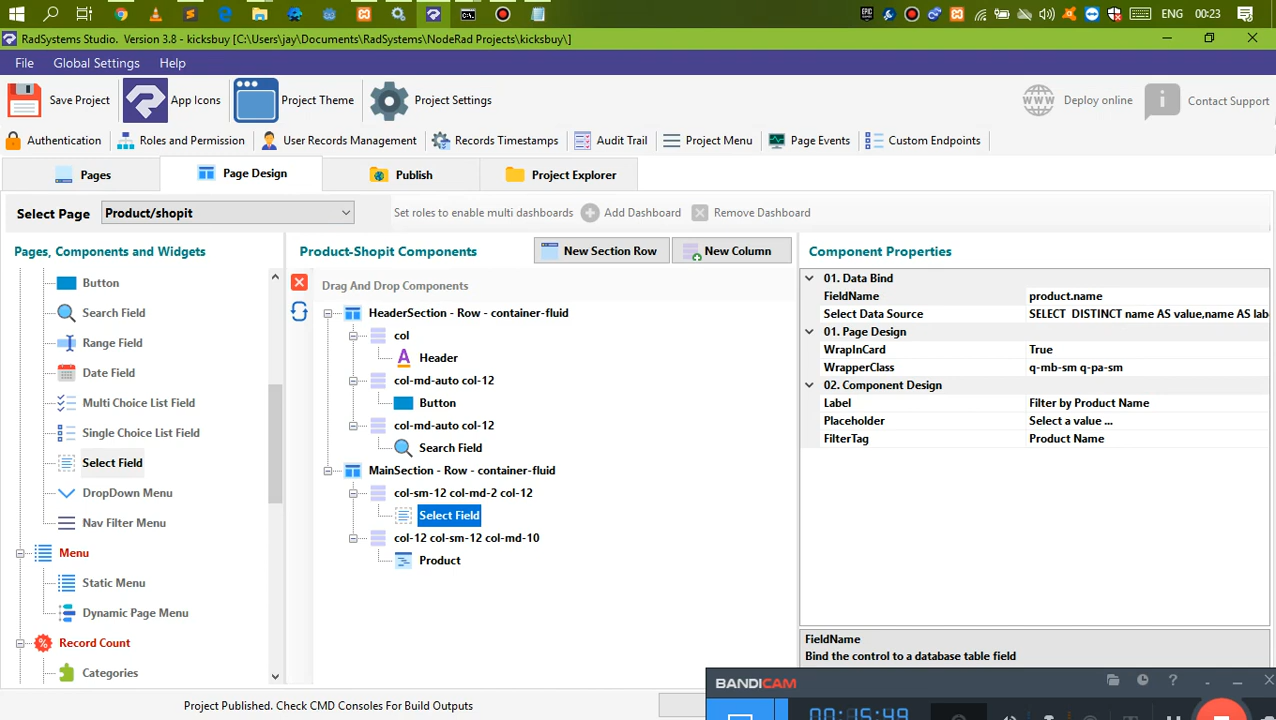 EPIC
ENG
00:23
RadSystems Studio. Version 3.8 - kicksbuy [C:\Users\jay\Documents\RadSystems\NodeRad Projects\kicksbuy\]
File
Global Settings
Help
Save Project
App Icons
Project Theme
Project Settings
WWW
Deploy online
Contact Support
Authentication
Roles and Permission
User Records Management
Records Timestamps
Audit Trail
Project Menu
Page Events
Custom Endpoints
Pages
Page Design
Publish
Project Explorer
Select Page
Product/shopit
Set roles to enable multi dashboards
Add Dashboard
Remove Dashboard
Pages, Components and Widgets
Button
Search Field
Range Field
Date Field
Multi Choice List Field
Single Choice List Field
Select Field
DropDown Menu
Nav Filter Menu
Menu
Static Menu
Dynamic Page Menu
Record Count
Categories
Product-Shopit Components
New Section Row
New Column
Drag And Drop Components
HeaderSection - Row - container-fluid
col
Header
col-md-auto col-12
Button
col-md-auto col-12
Search Field
MainSection - Row - container-fluid
col-sm-12 col-md-2 col-12
Select Field
col-12 col-sm-12 col-md-10
Product
Component Properties
01. Data Bind
FieldName product.name
Select Data Source SELECT DISTINCT name AS value,name AS lab
01. Page Design
WrapInCard True
WrapperClass q-mb-sm q-pa-sm
02. Component Design
Label Filter by Product Name
Placeholder Select a value ...
FilterTag Product Name
FieldName
Bind the control to a database table field
Project Published. Check CMD Consoles For Build Outputs
BANDICAM
00:15:49